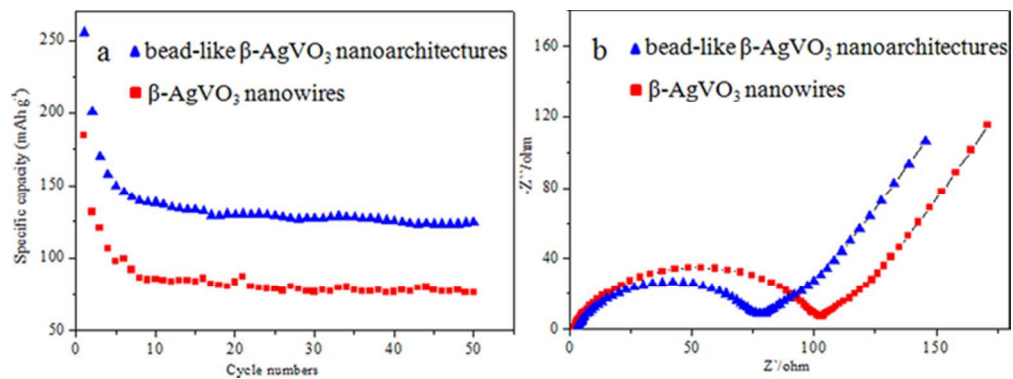 a
bead-like β-AgVO3 nanoarchitectures
β-AgVO3 nanowires
Specific capacity (mAh g-1)
250
200
150
100
50
0
10
20
30
40
50
Cycle numbers
b
bead-like β-AgVO3 nanoarchitectures
β-AgVO3 nanowires
-Z``/ohm
160
120
80
40
0
0
50
100
150
Z`/ohm